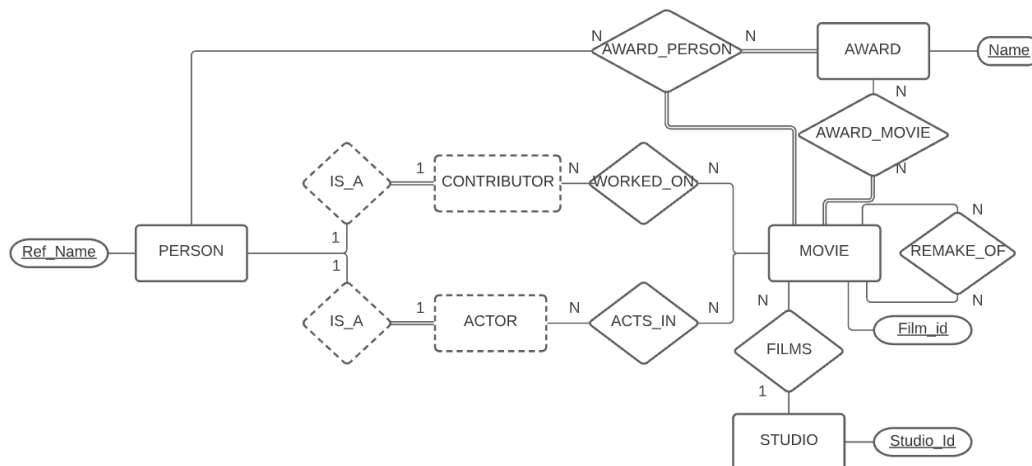 N
AWARD_PERSON
N
AWARD
Name
N
AWARD_MOVIE
N
IS_A
1
CONTRIBUTOR
N
WORKED_ON
N
1
Ref_Name
PERSON
1
MOVIE
N
REMAKE_OF
N
IS_A
1
ACTOR
N
ACTS_IN
N
N
Film_id
FILMS
1
STUDIO
Studio_Id